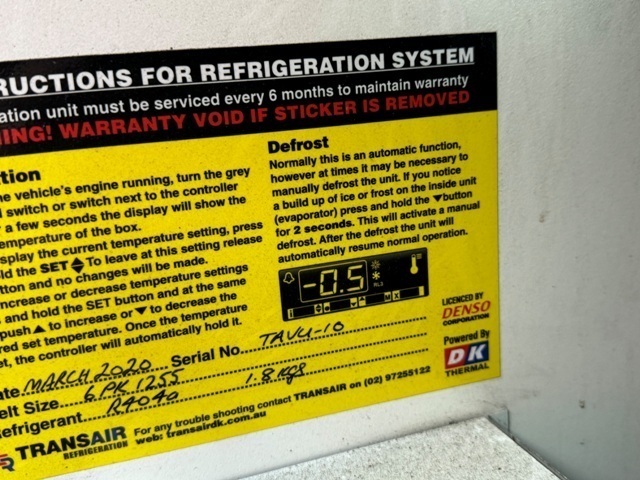 RUCTIONS FOR REFRIGERATION SYSTEM
ation unit must be serviced every 6 months to maintain warranty
NING! WARRANTY VOID IF STICKER IS REMOVED
tion
e vehicle's engine running, turn the grey
switch or switch next to the controller
a few seconds the display will show the
emperature of the box.
splay the current temperature setting, press
ld the SET To leave at this setting release
tton and no changes will be made.
ncrease or decrease temperature settings
and hold the SET button and at the same
push ▲ to increase or ▼ to decrease the
red set temperature. Once the temperature
et, the controller will automatically hold it.
Defrost
Normally this is an automatic function,
however at times it may be necessary to
manually defrost the unit. If you notice
a build up of ice or frost on the inside unit
(evaporator) press and hold the ▼button
for 2 seconds. This will activate a manual
defrost. After the defrost the unit will
automatically resume normal operation.
-0.5
LICENCED BY
DENSO
CORPORATION
Powered By
DK
THERMAL
ate MARCH 2020 Serial No. TAVU-10
elt Size 6PK1255
efrigerant R404a 1.8 kgs
TRANSAIR
REFRIGERATION
For any trouble shooting contact TRANSAIR on (02) 97255122
web: transairdk.com.au